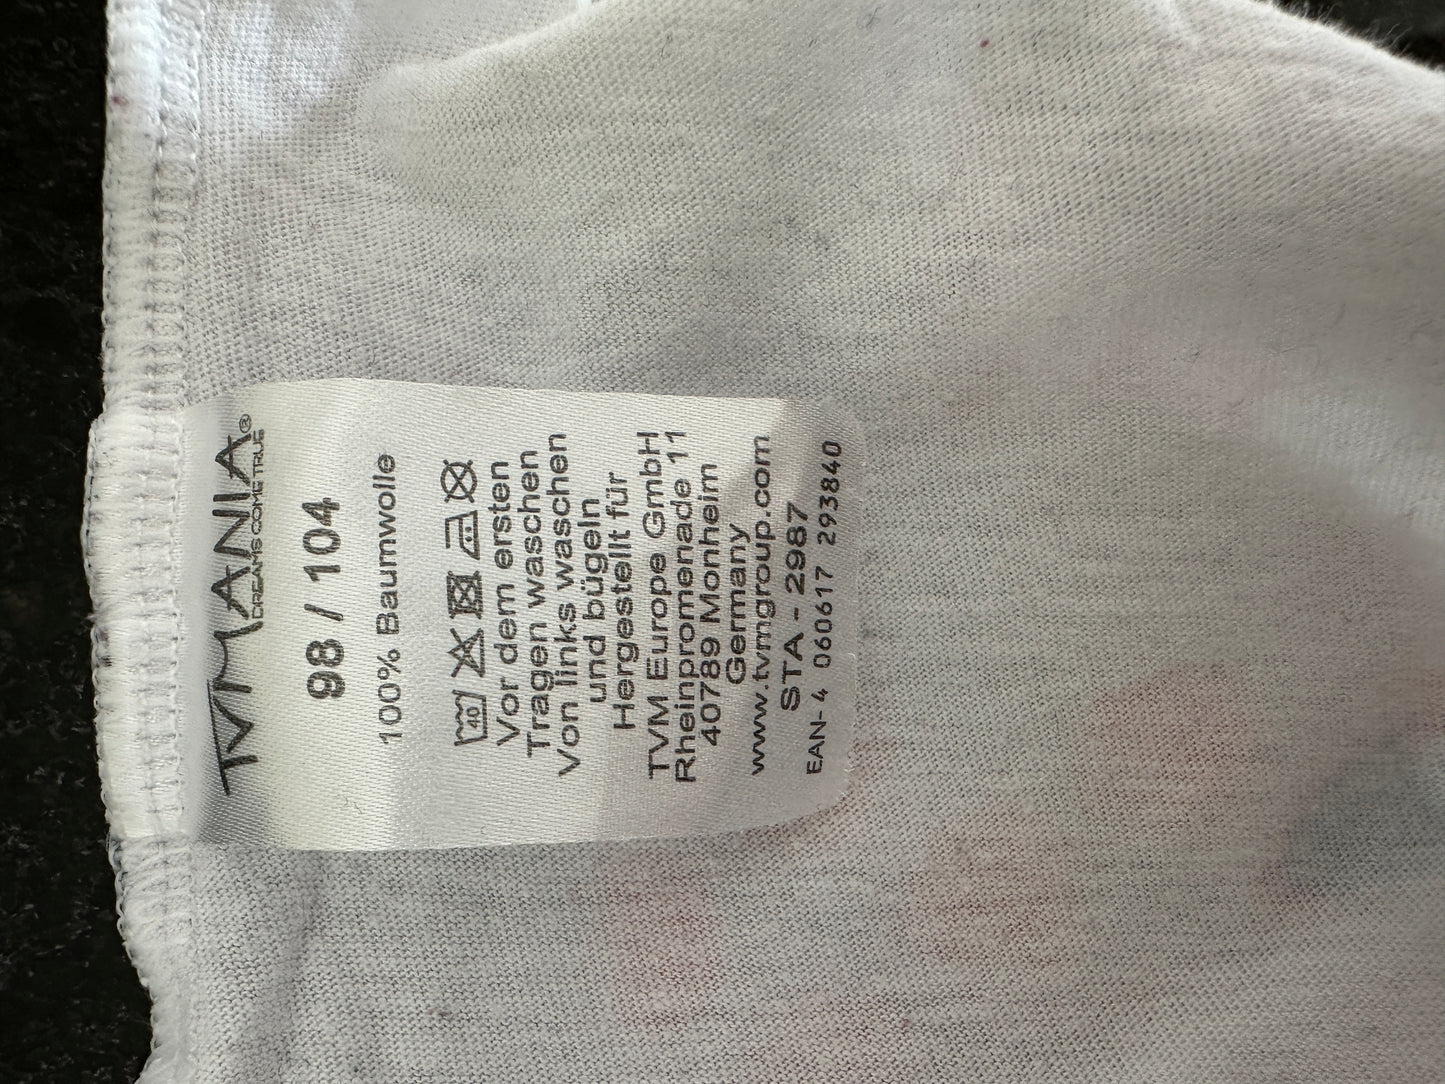 TVMANIA®
DREAMS COME TRUE
98 / 104
100% Baumwolle
40
Vor dem ersten
Tragen waschen
Von links waschen
und bügeln
Hergestellt für
TVM Europe GmbH
Rheinpromenade 11
40789 Monheim
Germany
www.tvmgroup.com
STA - 2987
EAN- 4 060617 293840